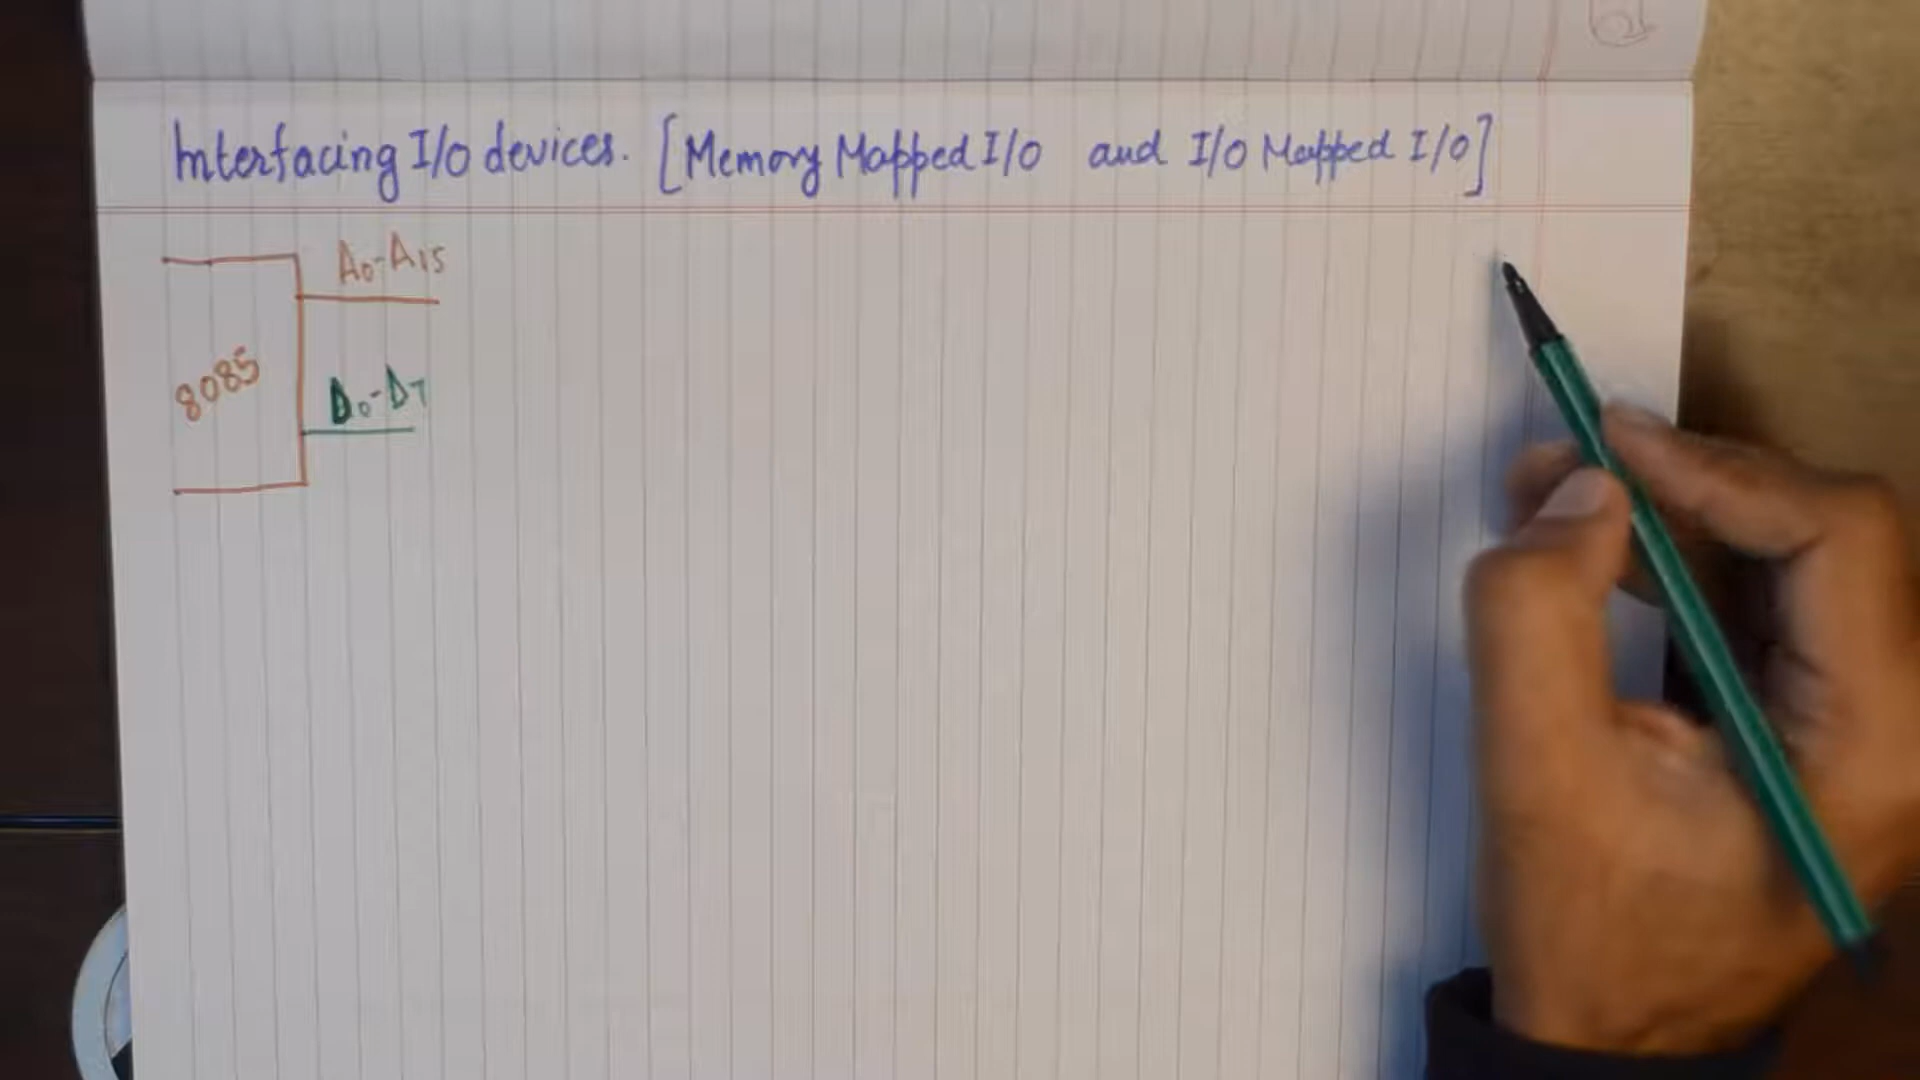 Interfacing I/O devices. [Memory Mapped I/O and I/O Mapped I/O]
A0-A15
8085
D0-D7